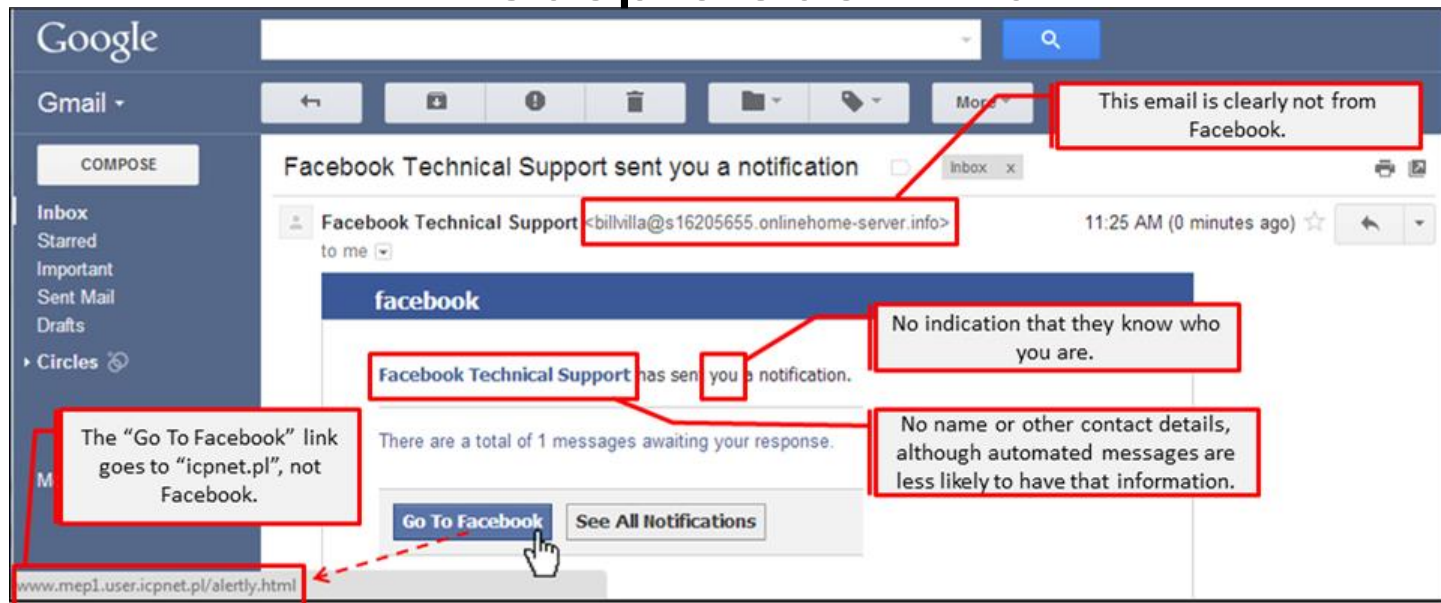 Google
Gmail
More
COMPOSE
Inbox
Starred
Important
Sent Mail
Drafts
Circles
Facebook Technical Support sent you a notification
Inbox x
Facebook Technical Support <billvilla@s16205655.onlinehome-server.info>
11:25 AM (0 minutes ago)
to me
This email is clearly not from
Facebook.
facebook
Facebook Technical Support has sent you a notification.
No indication that they know who
you are.
There are a total of 1 messages awaiting your response.
No name or other contact details,
although automated messages are
less likely to have that information.
Go To Facebook
See All Notifications
The “Go To Facebook” link
goes to “icpnet.pl”, not
Facebook.
www.mep1.user.icpnet.pl/alertly.html